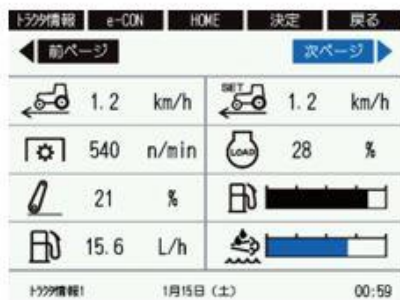 ﾄﾗｸﾀ情報 e-CON HOME 決定 戻る
前ページ 次ページ
1.2 km/h SET 1.2 km/h
540 n/min LOAD 28 %
21 %
15.6 L/h
ﾄﾗｸﾀ情報1 1月15日 (土) 00:59